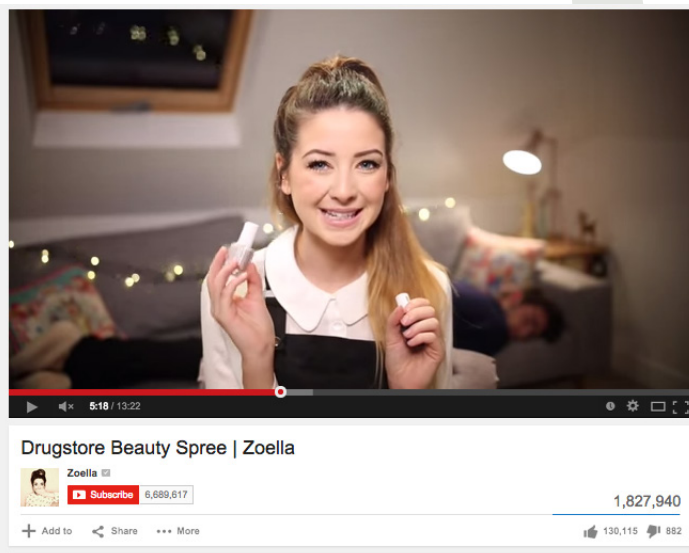 5:18 / 13:22
Drugstore Beauty Spree | Zoella
Zoella
Subscribe 6,689,617
1,827,940
Add to Share More 130,115 882